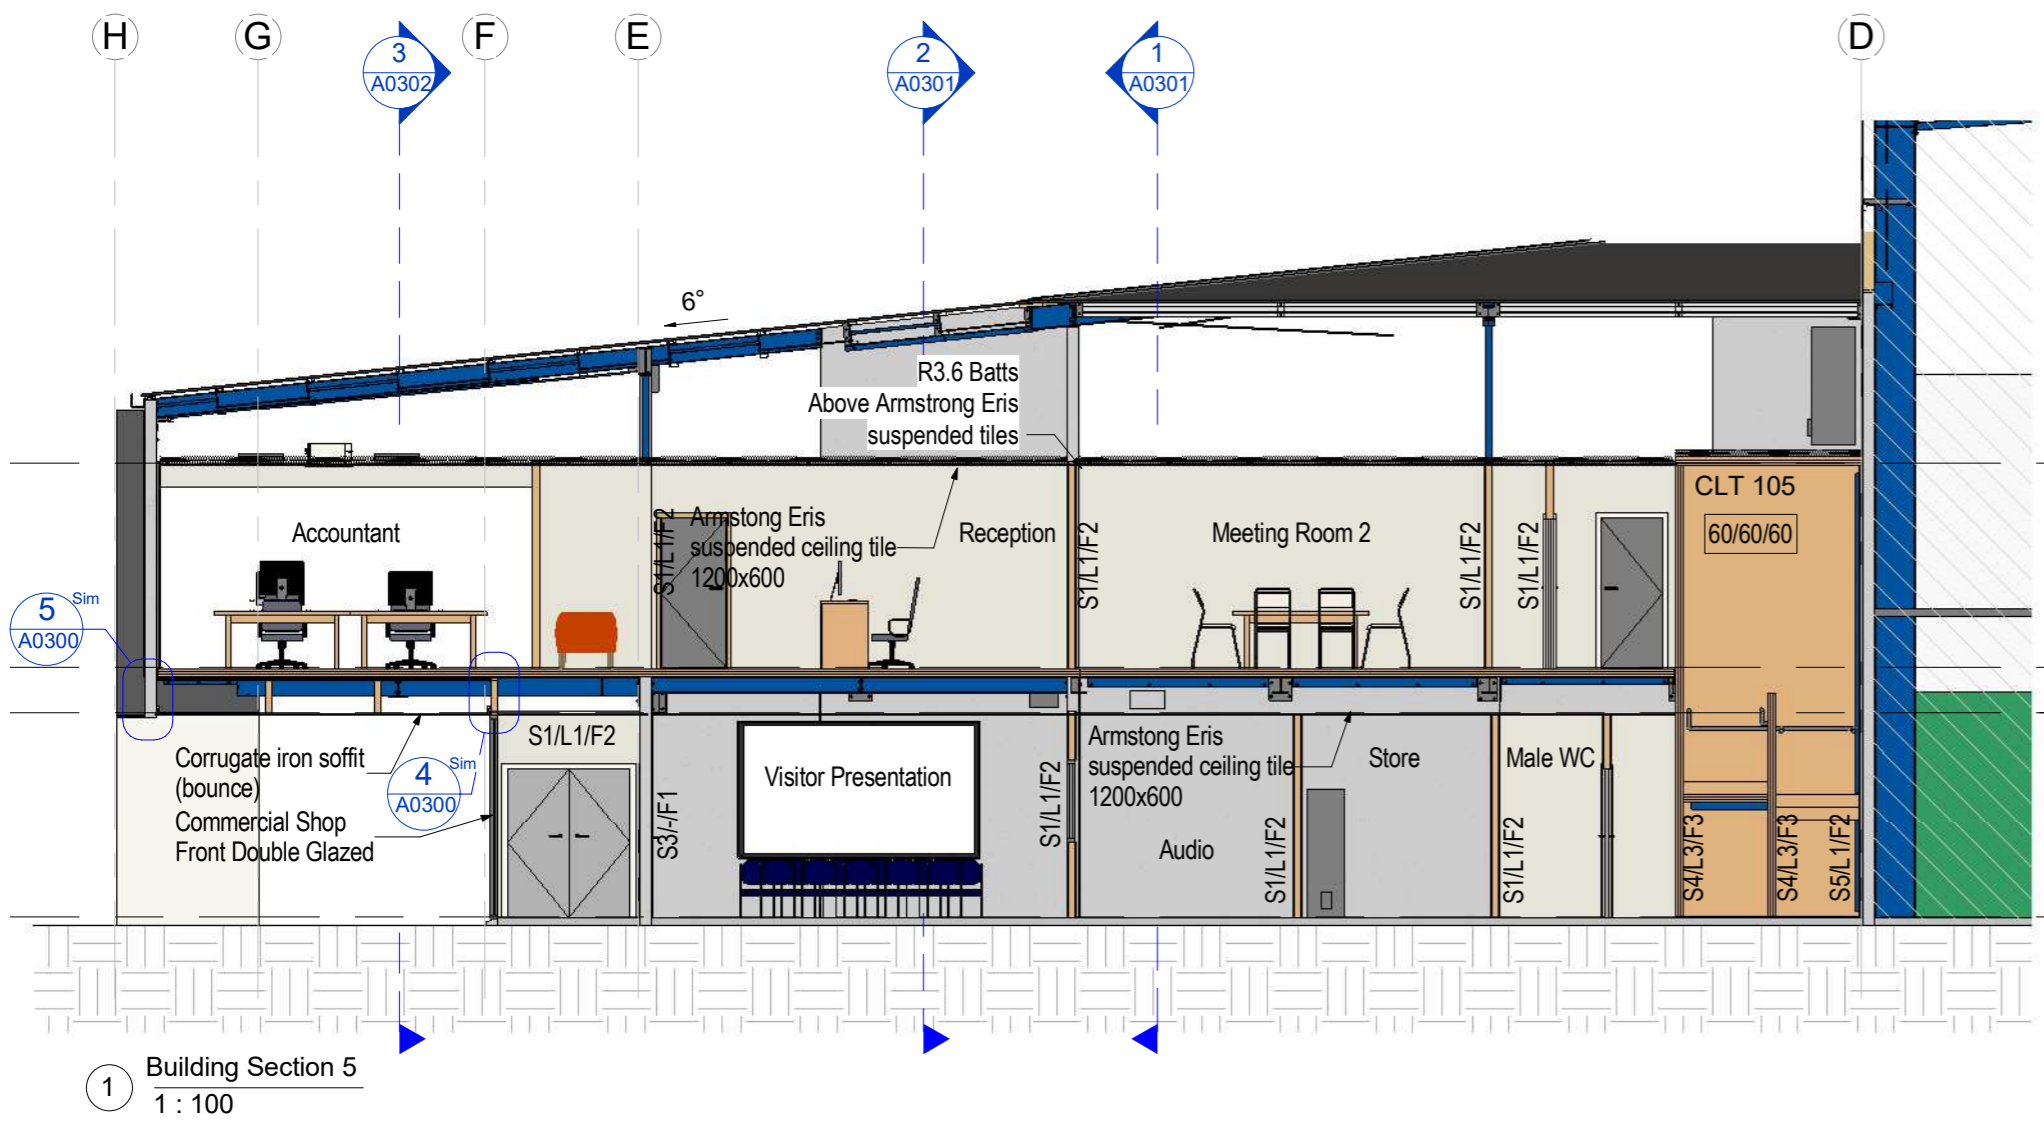 H
G
3
A0302
F
E
2
A0301
1
A0301
D
6°
R3.6 Batts
Above Armstrong Eris
suspended tiles
Accountant
S1/L1/F2
Armstong Eris
suspended ceiling tile
1200x600
Reception
S1/L1/F2
Meeting Room 2
S1/L1/F2
S1/L1/F2
CLT 105
60/60/60
5
Sim
A0300
Corrugate iron soffit
(bounce)
Commercial Shop
Front Double Glazed
4
Sim
A0300
S1/L1/F2
S3/-/F1
Visitor Presentation
S1/L1/F2
Armstong Eris
suspended ceiling tile
1200x600
Audio
S1/L1/F2
Store
Male WC
S1/L1/F2
S4/L3/F3
S4/L3/F3
S5/L1/F2
1
Building Section 5
1 : 100